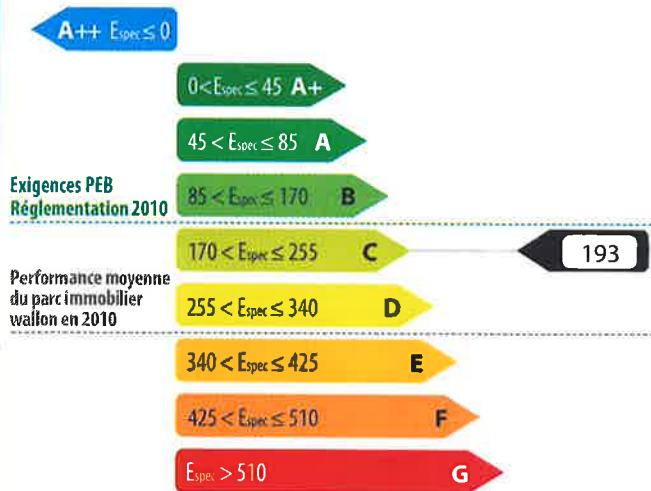 A++ Espec ≤ 0
0 < Espec ≤ 45 A+
45 < Espec ≤ 85 A
Exigences PEB
Réglementation 2010
85 < Espec ≤ 170 B
170 < Espec ≤ 255 C
193
Performance moyenne
du parc immobilier
wallon en 2010
255 < Espec ≤ 340 D
340 < Espec ≤ 425 E
425 < Espec ≤ 510 F
Espec > 510 G